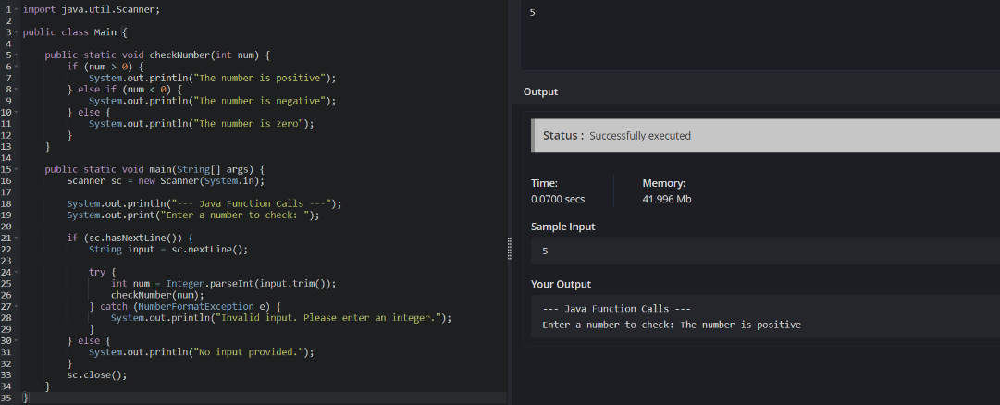 1 import java.util.Scanner;
2
3 public class Main {
4
5     public static void checkNumber(int num) {
6         if (num > 0) {
7             System.out.println("The number is positive");
8         } else if (num < 0) {
9             System.out.println("The number is negative");
10         } else {
11             System.out.println("The number is zero");
12         }
13     }
14
15     public static void main(String[] args) {
16         Scanner sc = new Scanner(System.in);
17
18         System.out.println("--- Java Function Calls ---");
19         System.out.print("Enter a number to check: ");
20
21         if (sc.hasNextLine()) {
22             String input = sc.nextLine();
23
24             try {
25                 int num = Integer.parseInt(input.trim());
26                 checkNumber(num);
27             } catch (NumberFormatException e) {
28                 System.out.println("Invalid input. Please enter an integer.");
29             }
30         } else {
31             System.out.println("No input provided.");
32         }
33         sc.close();
34     }
35 }
5
Output
Status : Successfully executed
Time: Memory:
0.0700 secs 41.996 Mb
Sample Input
5
Your Output
--- Java Function Calls ---
Enter a number to check: The number is positive